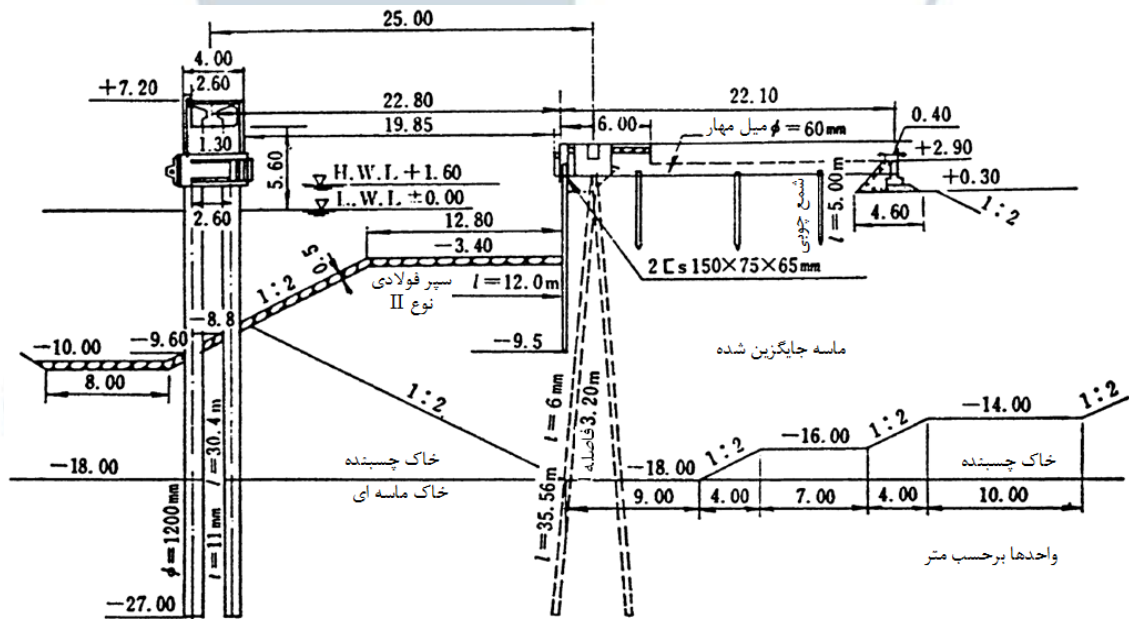 25.00
4.00
+7.20
2.60
22.80
22.10
19.85
6.00
میل مهار ϕ = 60mm
0.40
1.30
5.60
+2.90
H.W.L +1.60
L.W.L ±0.00
+0.30
2.60
12.80
شمع چوبی
l = 5.00m
4.60
1:2
-3.40
0.5
1:2
2 ⊏s 150×75×65mm
سپر فولادی
نوع II
l = 12.0m
-8.8
-9.60
-10.00
-9.5
ماسه جایگزین شده
8.00
1:2
1:2
-14.00
l = 6mm
فاصله 3.20m
1:2
-16.00
1:2
l = 30.4m
-18.00
خاک چسبنده
-18.00
خاک چسبنده
خاک ماسه ای
l = 35.56m
9.00
4.00
7.00
4.00
10.00
ϕ = 1200mm
l = 11mm
واحدها برحسب متر
-27.00